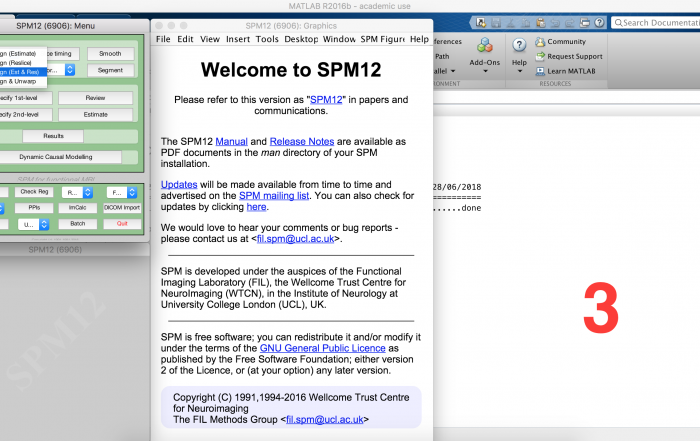 MATLAB R2016b - academic use
SPM12 (6906): Menu
SPM12 (6906): Graphics
File Edit View Insert Tools Desktop Window SPM Figure Help
Search Documentation
gn (Estimate)
gn (Reslice)
gn (Est & Res)
gn & Unwarp
ce timing
Smooth
or...
Segment
ecify 1st-level
Review
ecify 2nd-level
Estimate
Results
Dynamic Causal Modelling
SPM for functional MRI
Check Reg
R...
F...
PPIs
ImCalc
DICOM Import
U...
Batch
Quit
SPM12 (6906)
SPM12
Welcome to SPM12
Please refer to this version as "SPM12" in papers and
communications.
The SPM12 Manual and Release Notes are available as
PDF documents in the man directory of your SPM
installation.
Updates will be made available from time to time and
advertised on the SPM mailing list. You can also check for
updates by clicking here.
We would love to hear your comments or bug reports -
please contact us at <fil.spm@ucl.ac.uk>.
SPM is developed under the auspices of the Functional
Imaging Laboratory (FIL), the Wellcome Trust Centre for
NeuroImaging (WTCN), in the Institute of Neurology at
University College London (UCL), UK.
SPM is free software; you can redistribute it and/or modify it
under the terms of the GNU General Public Licence as
published by the Free Software Foundation; either version
2 of the Licence, or (at your option) any later version.
Copyright (C) 1991,1994-2016 Wellcome Trust Centre
for Neuroimaging
The FIL Methods Group <fil.spm@ucl.ac.uk>
ferences
Path
allel
ONMENT
Add-Ons
Help
Community
Request Support
Learn MATLAB
RESOURCES
28/06/2018
===========
......done
3